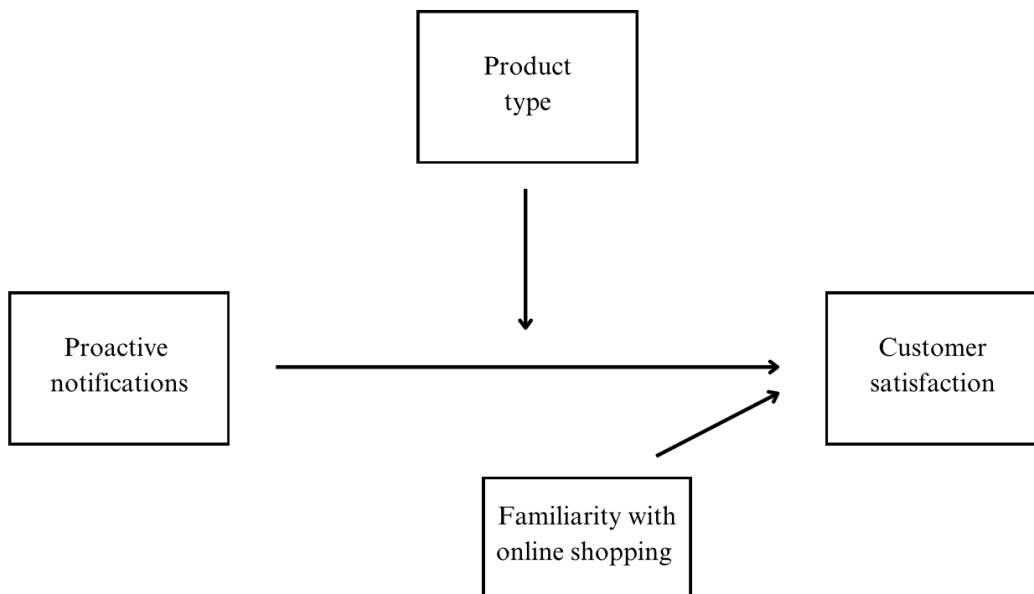 Product
type
Proactive
notifications
Customer
satisfaction
Familiarity with
online shopping